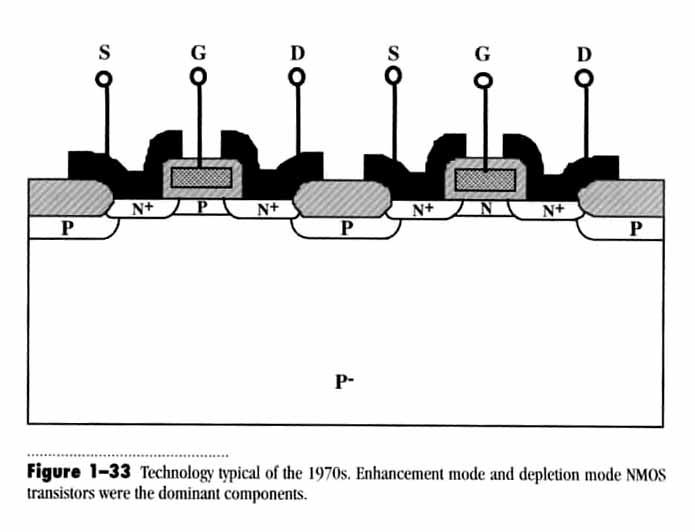 S G D S G D
N+ P N+ N+ N N+
P P P
P-
Figure 1-33 Technology typical of the 1970s. Enhancement mode and depletion mode NMOS
transistors were the dominant components.